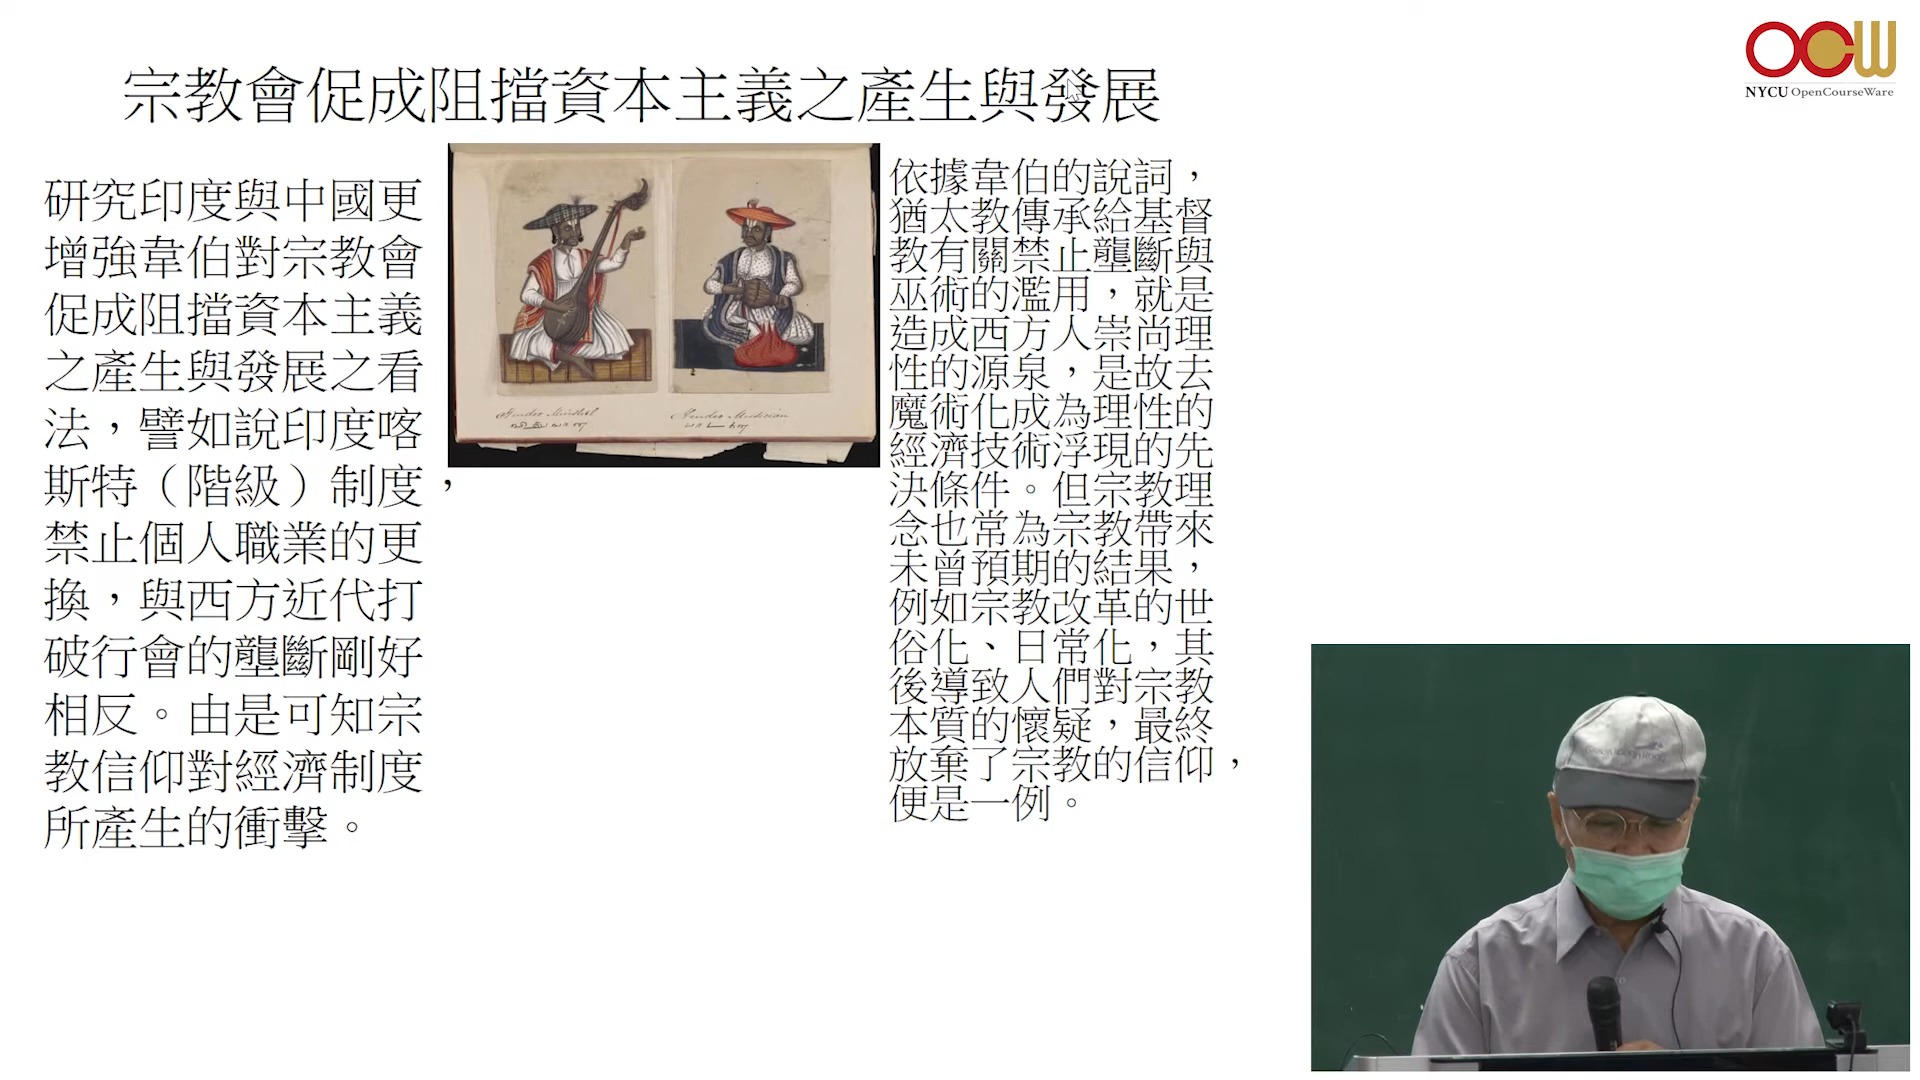 宗教會促成阻擋資本主義之產生與發展
OCW
NYCU OpenCourseWare
研究印度與中國更
增強韋伯對宗教會
促成阻擋資本主義
之產生與發展之看
法，譬如說印度喀
斯特（階級）制度，
禁止個人職業的更
換，與西方近代打
破行會的壟斷剛好
相反。由是可知宗
教信仰對經濟制度
所產生的衝擊。
依據韋伯的說詞，
猶太教傳承給基督
教有關禁止壟斷與
巫術的濫用，就是
造成西方人崇尚理
性的源泉，是故去
魔術化成為理性的
經濟技術浮現的先
決條件。但宗教理
念也常為宗教帶來
未曾預期的結果，
例如宗教改革的世
俗化、日常化，其
後導致人們對宗教
本質的懷疑，最終
放棄了宗教的信仰，
便是一例。